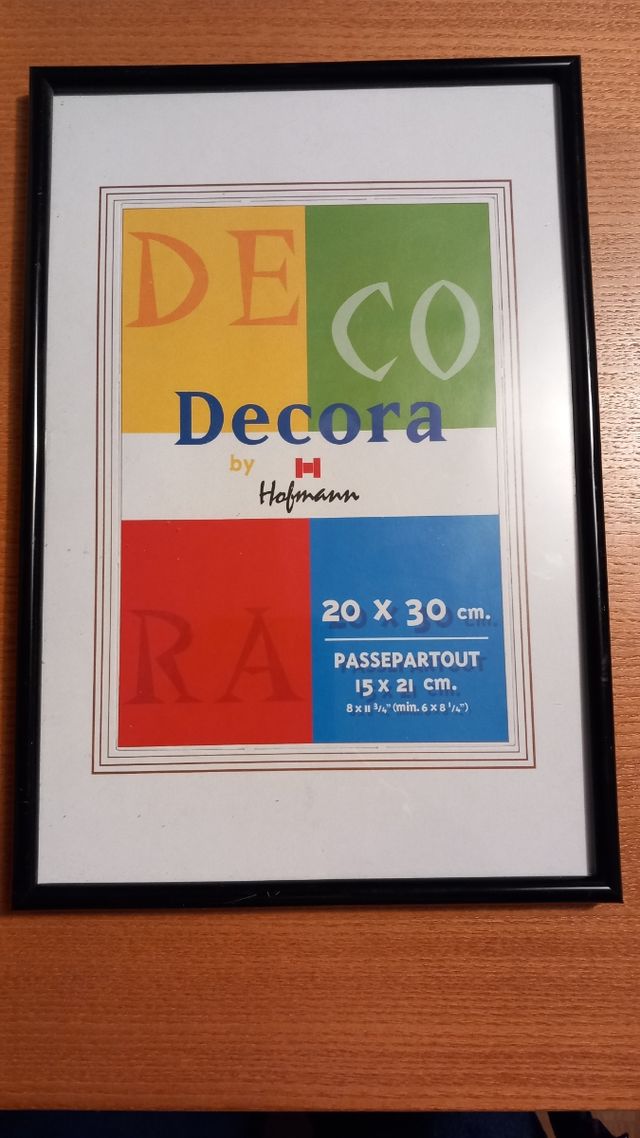 DE
CO
Decora
by
H
Hofmann
RA
20 X 30 cm.
PASSEPARTOUT
15 X 21 cm.
8 x 11 3/4" (min. 6 x 8 1/4")